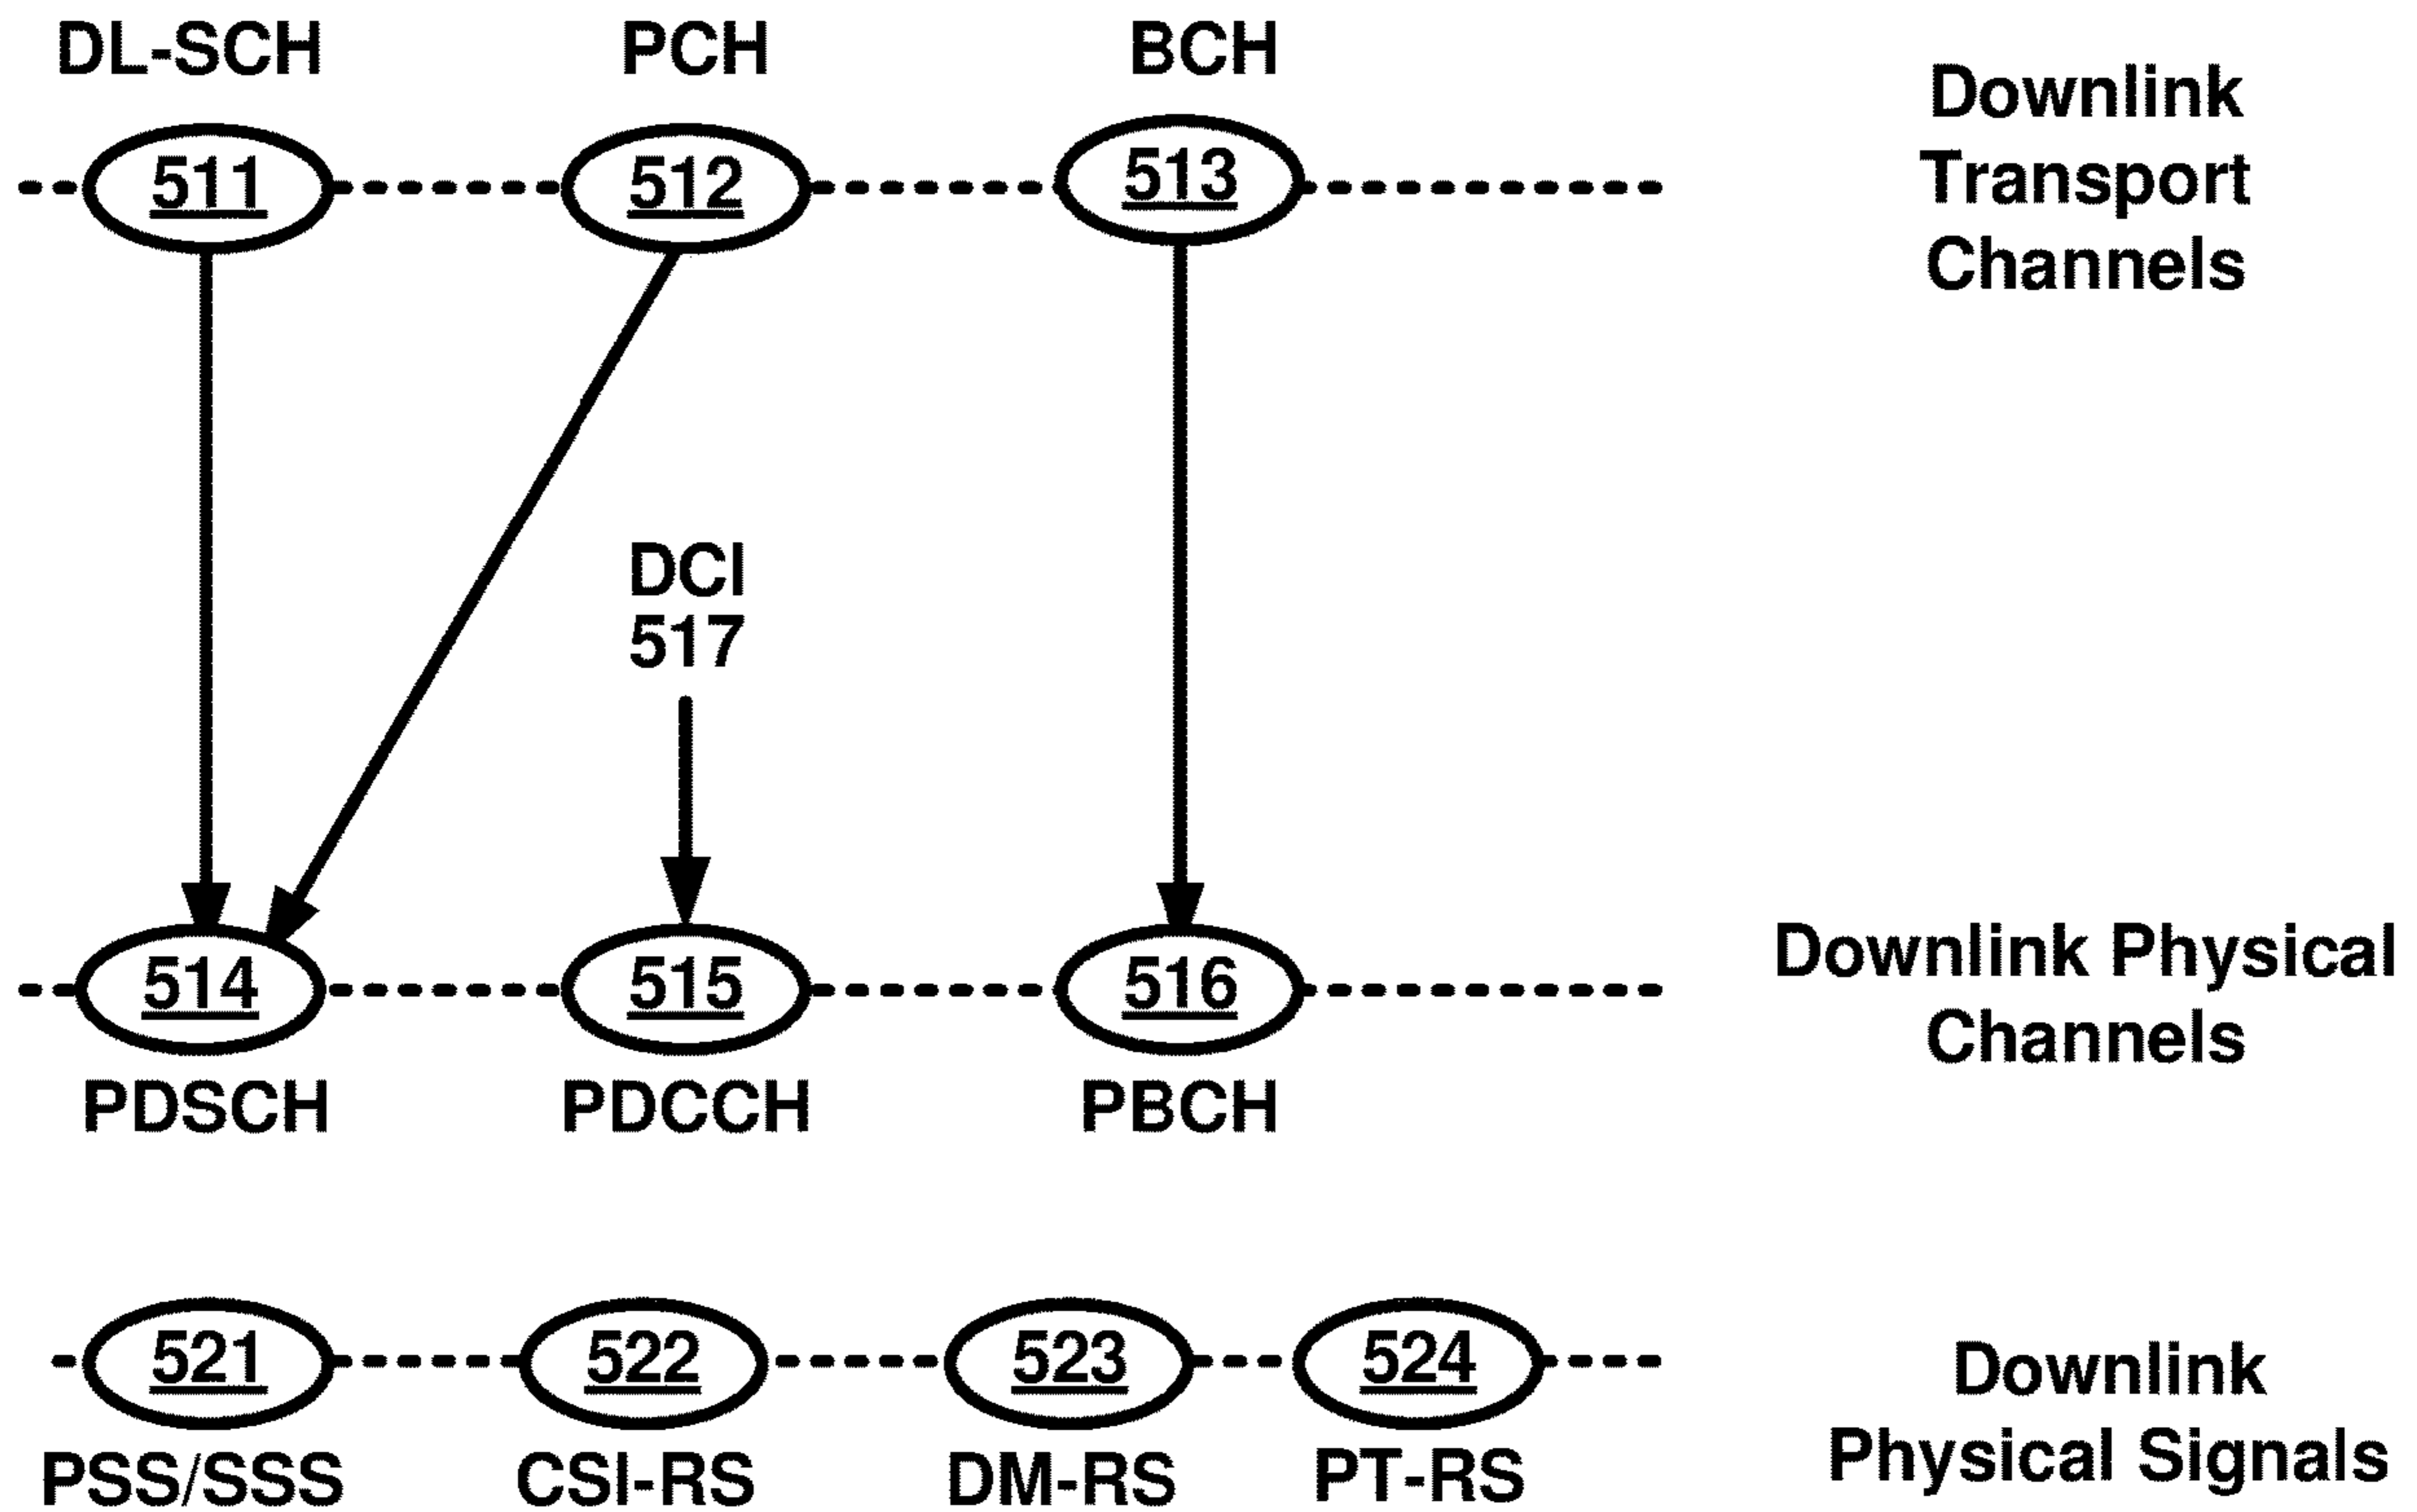 DL-SCH
PCH
BCH
Downlink
Transport
Channels
511
512
513
DCI
517
Downlink Physical
Channels
514
515
516
PDSCH
PDCCH
PBCH
521
522
523
524
Downlink
Physical Signals
PSS/SSS
CSI-RS
DM-RS
PT-RS